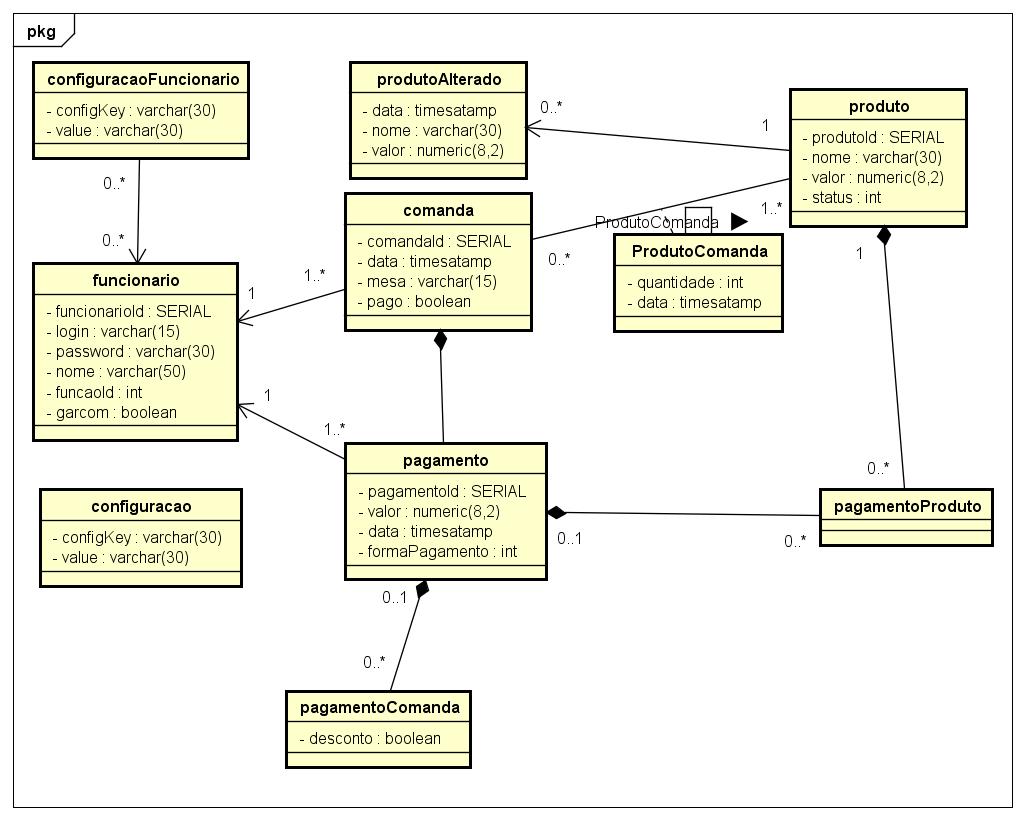 pkg
configuracaoFuncionario
- configKey : varchar(30)
- value : varchar(30)
0..*
0..*
produtoAlterado
- data : timesatamp
- nome : varchar(30)
- valor : numeric(8,2)
0..*
1
produto
- produtoId : SERIAL
- nome : varchar(30)
- valor : numeric(8,2)
- status : int
1..*
1
comanda
- comandaId : SERIAL
- data : timesatamp
- mesa : varchar(15)
- pago : boolean
0..*
ProdutoComanda
ProdutoComanda
- quantidade : int
- data : timesatamp
1..*
1
funcionario
- funcionarioId : SERIAL
- login : varchar(15)
- password : varchar(30)
- nome : varchar(50)
- funcaoId : int
- garcom : boolean
1
1..*
pagamento
- pagamentoId : SERIAL
- valor : numeric(8,2)
- data : timesatamp
- formaPagamento : int
0..1
0..*
0..*
pagamentoProduto
configuracao
- configKey : varchar(30)
- value : varchar(30)
0..1
0..*
pagamentoComanda
- desconto : boolean